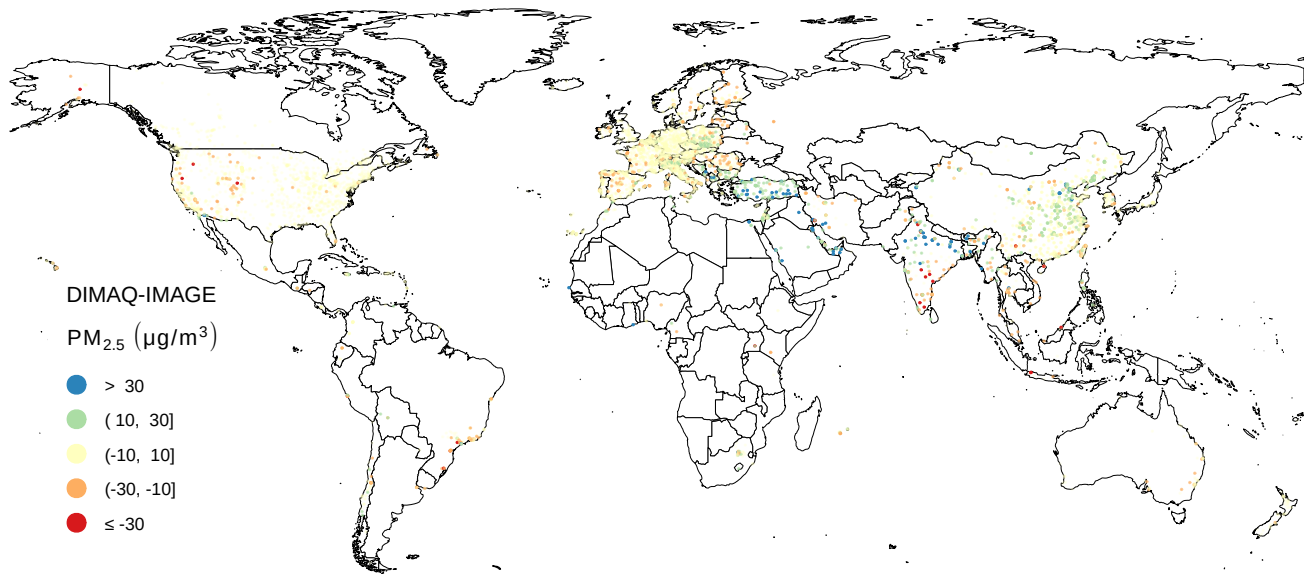 DIMAQ-IMAGE
PM₂.₅ (μg/m³)
> 30
( 10, 30]
(-10, 10]
(-30, -10]
≤ -30